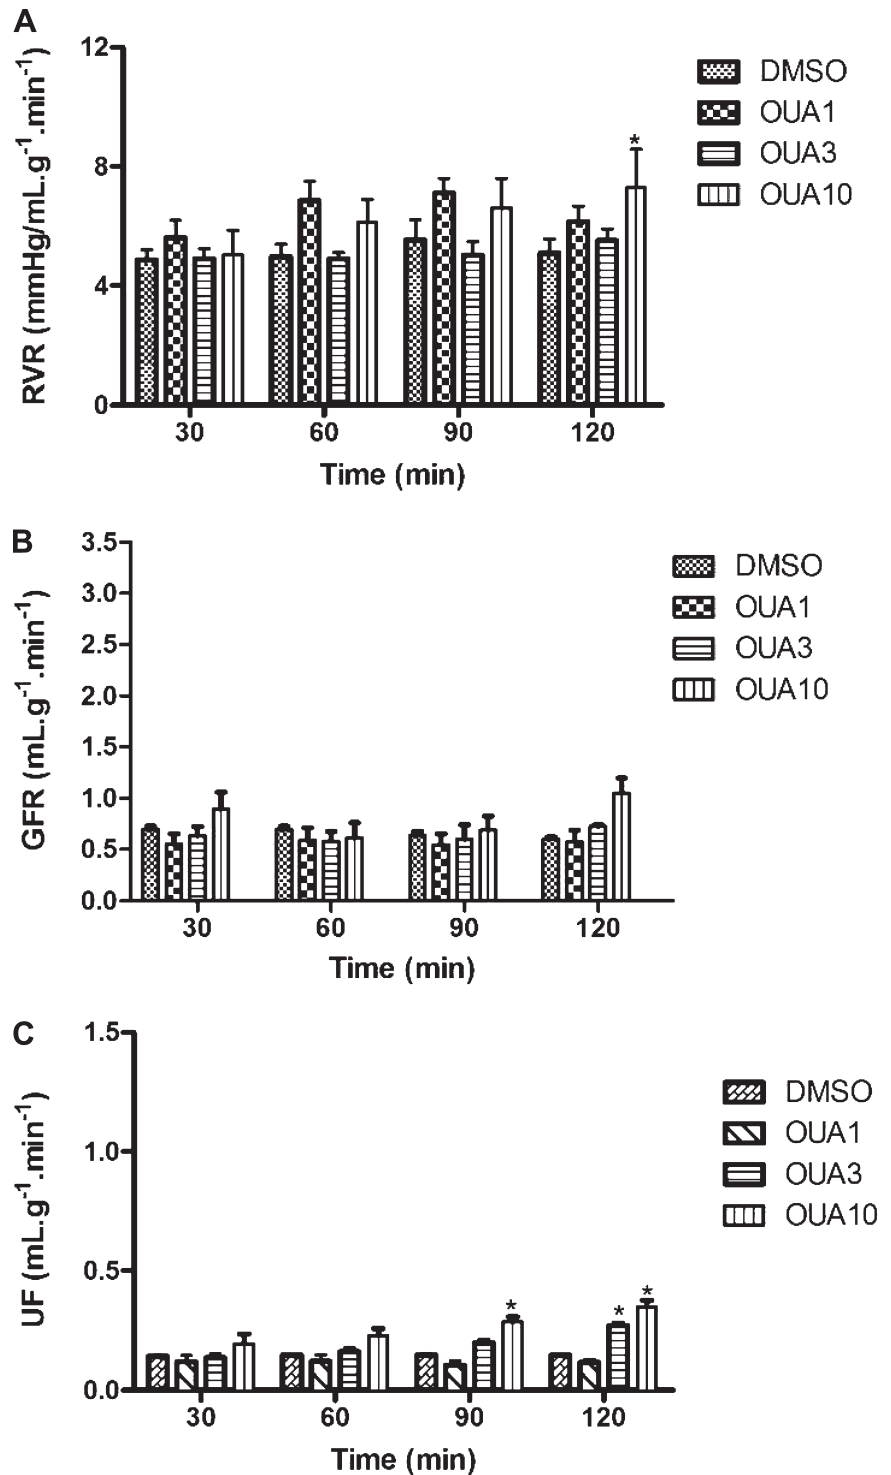 A
RVR (mmHg/mL.g⁻¹.min⁻¹)
12
8
4
0
*
30 60 90 120
Time (min)
DMSO
OUA1
OUA3
OUA10
B
GFR (mL.g⁻¹.min⁻¹)
3.5
3.0
2.5
2.0
1.5
1.0
0.5
0.0
30 60 90 120
Time (min)
DMSO
OUA1
OUA3
OUA10
C
UF (mL.g⁻¹.min⁻¹)
1.5
1.0
0.5
0.0
* * *
30 60 90 120
Time (min)
DMSO
OUA1
OUA3
OUA10